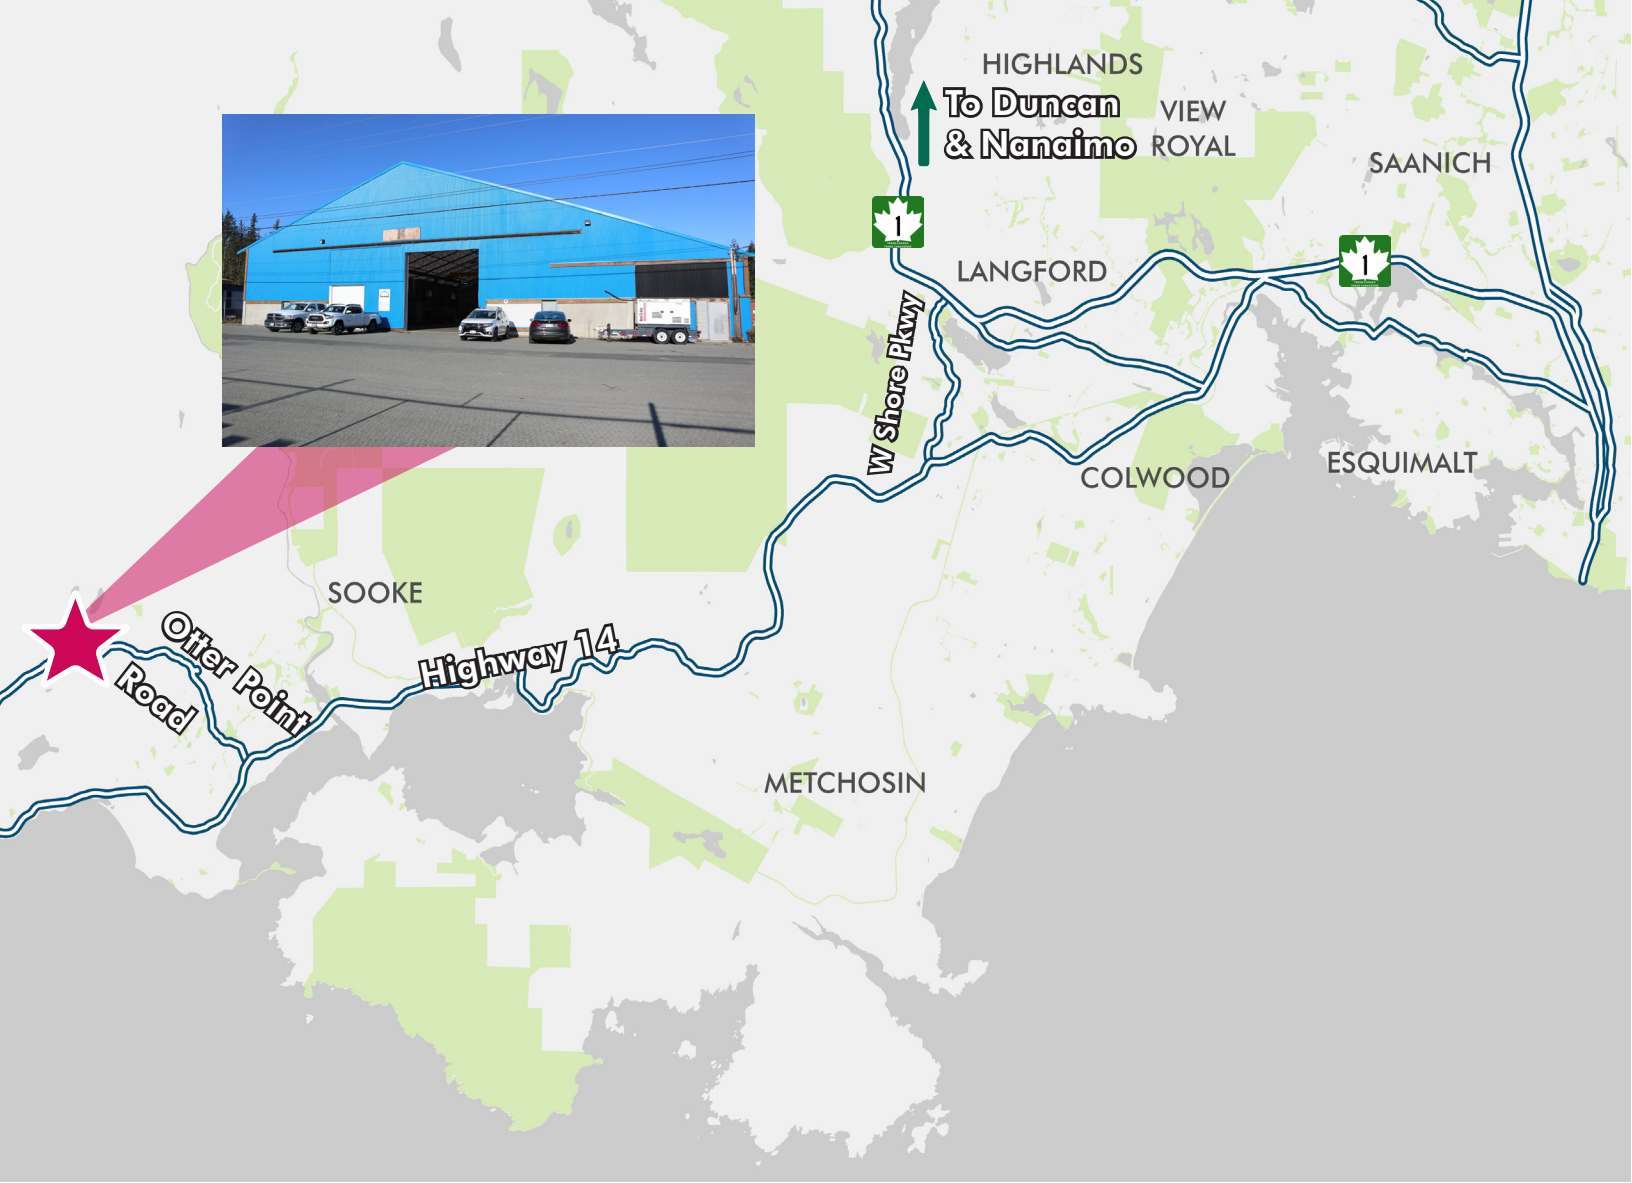 HIGHLANDS
To Duncan
& Nanaimo
VIEW
ROYAL
SAANICH
1
1
LANGFORD
W Shore Pkwy
ESQUIMALT
COLWOOD
SOOKE
Otter Point
Road
Highway 14
METCHOSIN